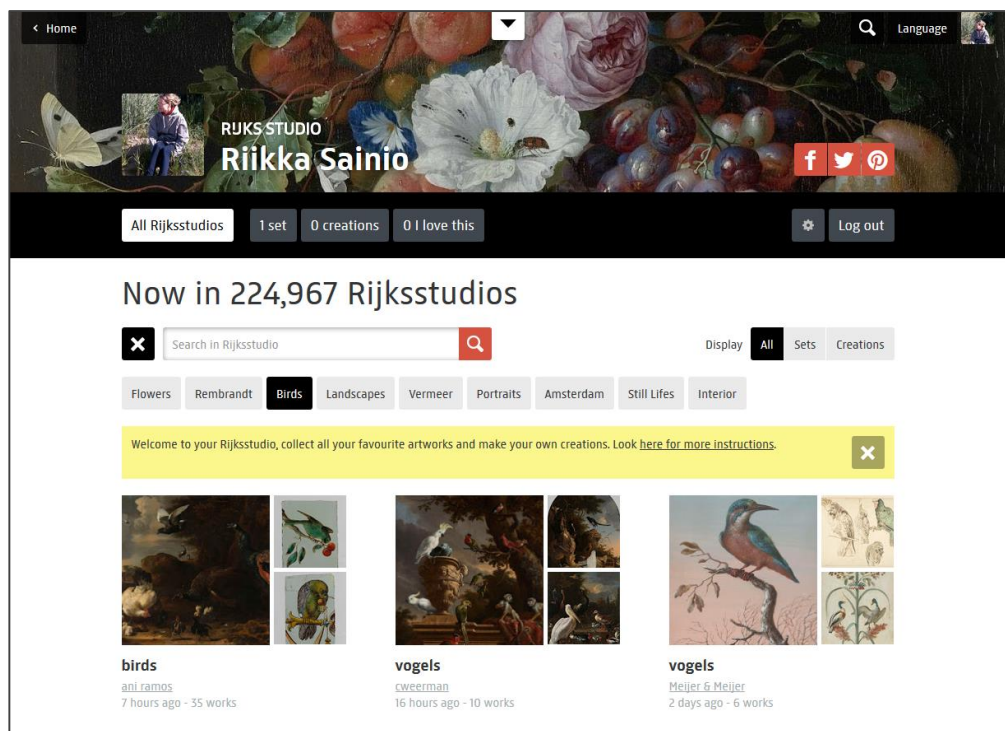 < Home
Language
RIJKS STUDIO
Riikka Sainio
All Rijksstudios 1 set 0 creations 0 I love this Log out
Now in 224,967 Rijksstudios
Search in Rijksstudio
Display All Sets Creations
Flowers Rembrandt Birds Landscapes Vermeer Portraits Amsterdam Still Lifes Interior
Welcome to your Rijksstudio, collect all your favourite artworks and make your own creations. Look here for more instructions.
birds
ani ramos
7 hours ago - 35 works
vogels
cweerman
16 hours ago - 10 works
vogels
Meijer & Meijer
2 days ago - 6 works